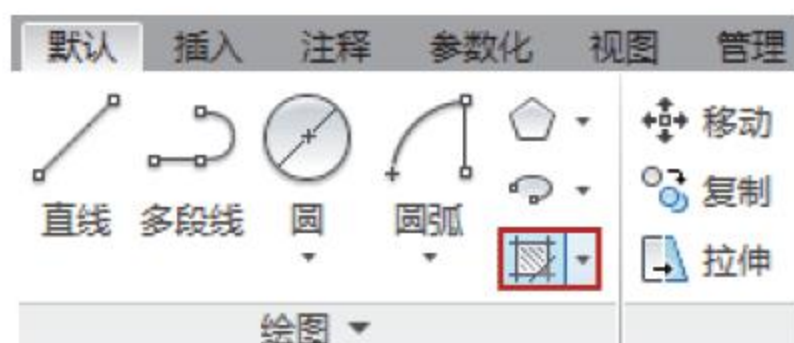 默认 插入 注释 参数化 视图 管理
移动
复制
直线 多段线 圆 圆弧
拉伸
绘图